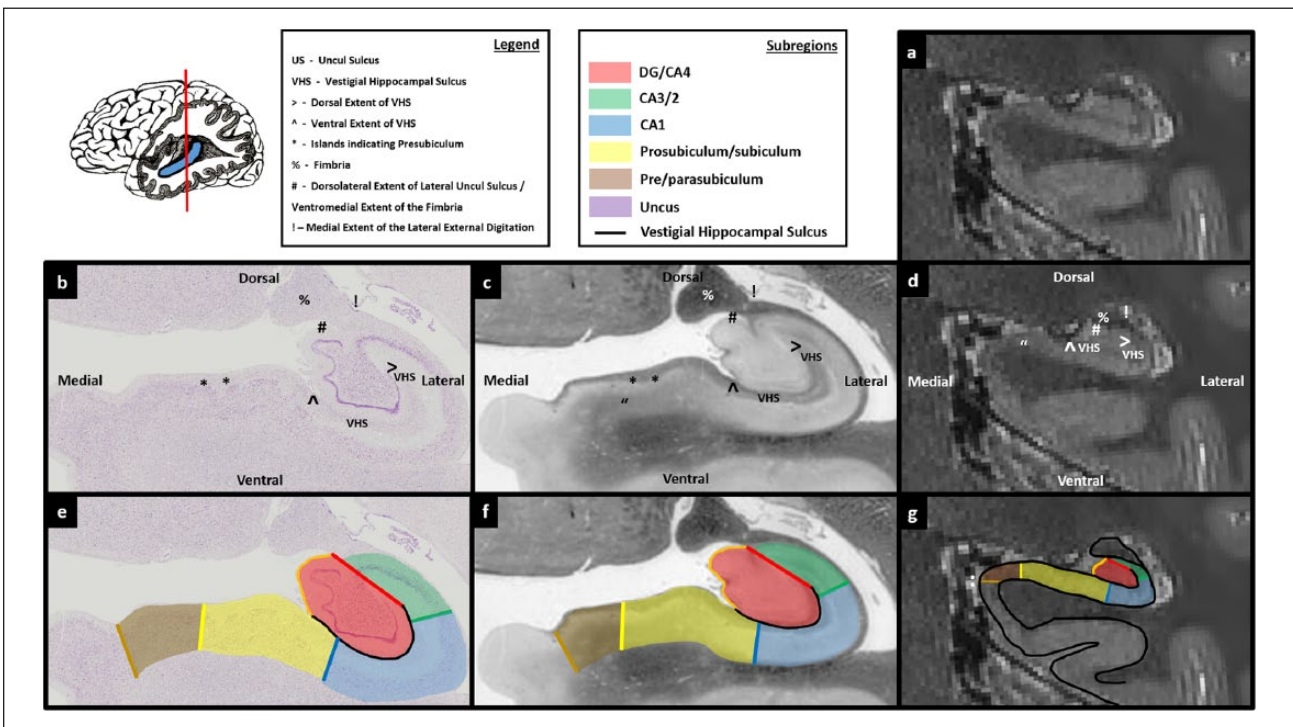 Legend
US - Uncul Sulcus
VHS - Vestigial Hippocampal Sulcus
> - Dorsal Extent of VHS
^ - Ventral Extent of VHS
* - Islands indicating Presubiculum
% - Fimbria
# - Dorsolateral Extent of Lateral Uncul Sulcus /
Ventromedial Extent of the Fimbria
! – Medial Extent of the Lateral External Digitation
Subregions
DG/CA4
CA3/2
CA1
Prosubiculum/subiculum
Pre/parasubiculum
Uncus
Vestigial Hippocampal Sulcus
a
b
Dorsal
%
!
#
Medial
* *
>
VHS
Lateral
^
VHS
Ventral
c
Dorsal
%
!
#
>
VHS
Medial
* *
"
^
VHS
Lateral
Ventral
d
Dorsal
!
%
#
"
^
VHS
>
VHS
Medial
Lateral
Ventral
e
f
g